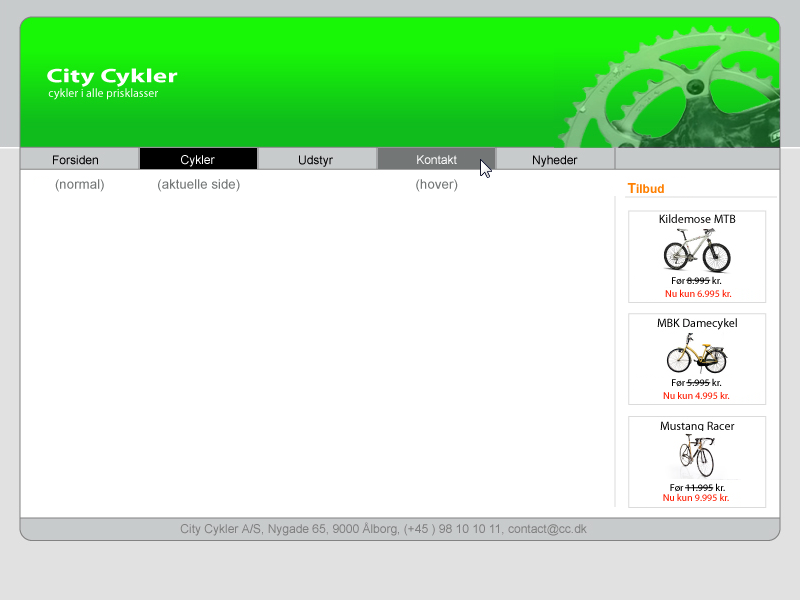 City Cykler
cykler i alle prisklasser
Forsiden Cykler Udstyr Kontakt Nyheder
(normal) (aktuelle side) (hover)
Tilbud
Kildemose MTB
Før 8.995 kr.
Nu kun 6.995 kr.
MBK Damecykel
Før 5.995 kr.
Nu kun 4.995 kr.
Mustang Racer
Før 11.995 kr.
Nu kun 9.995 kr.
City Cykler A/S, Nygade 65, 9000 Ålborg, (+45 ) 98 10 10 11, contact@cc.dk